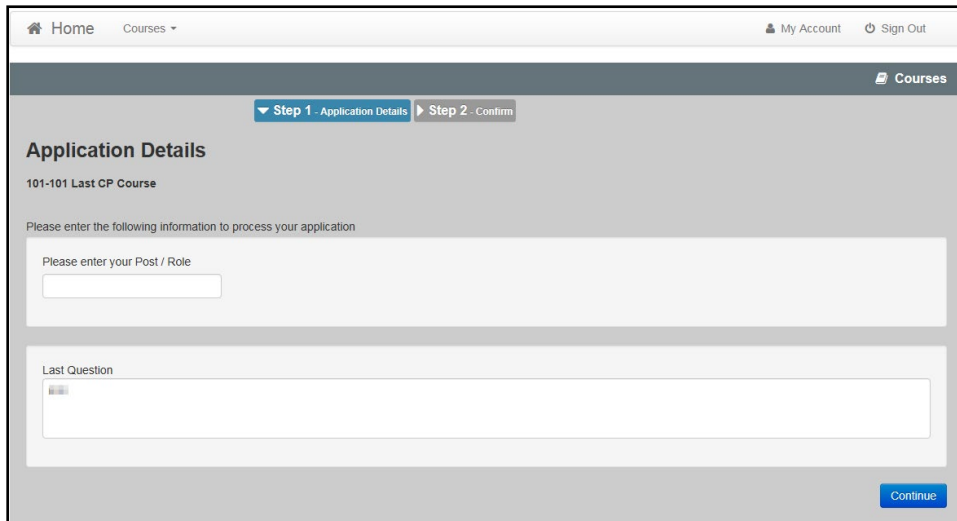 Home Courses My Account Sign Out
Courses
Step 1 - Application Details Step 2 - Confirm
Application Details
101-101 Last CP Course
Please enter the following information to process your application
Please enter your Post / Role
Last Question
Continue